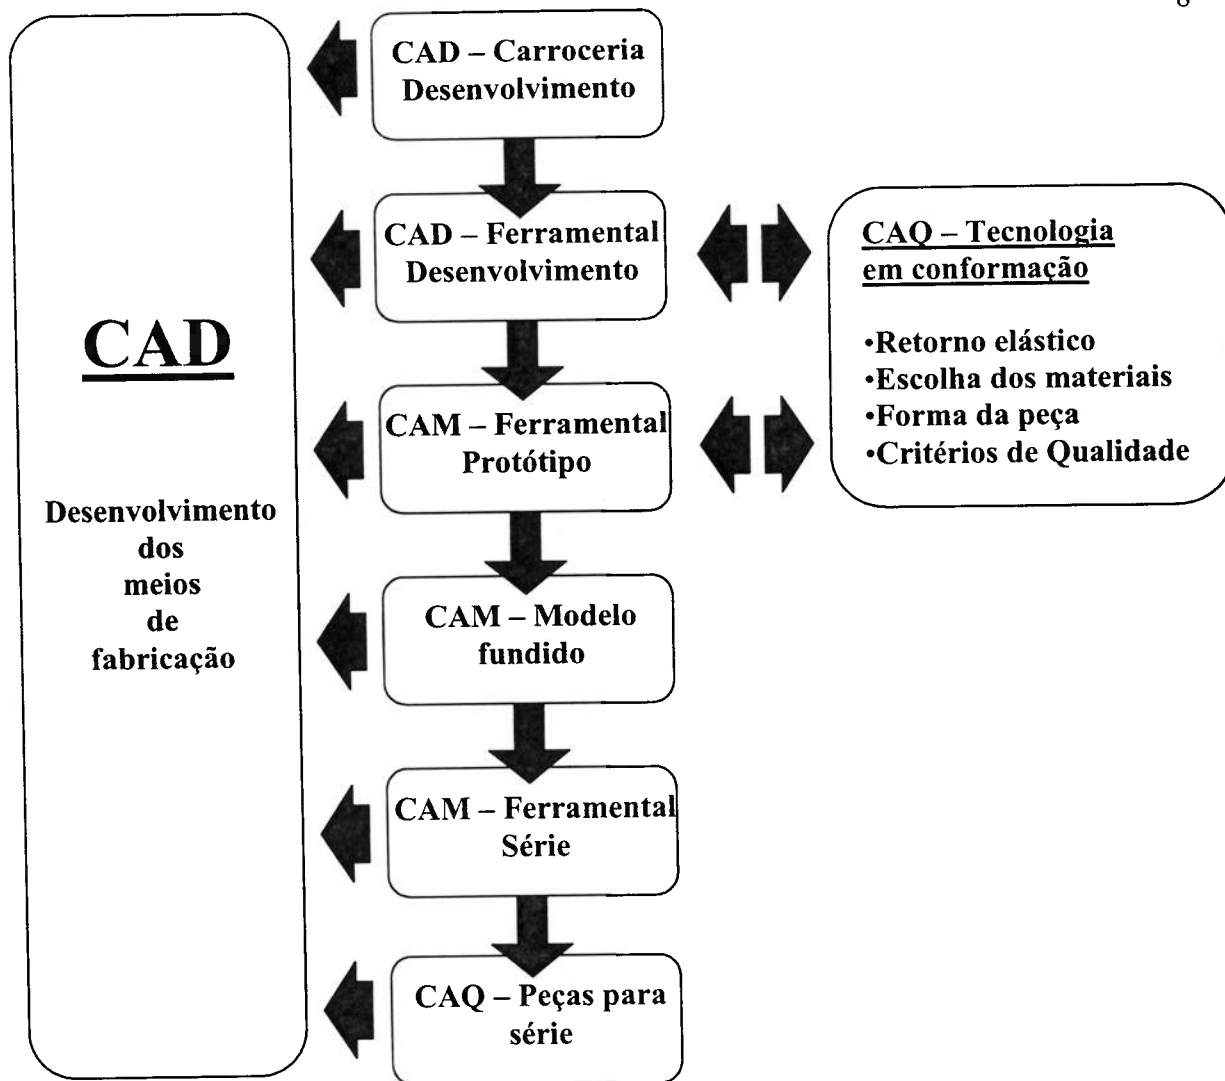 CAD – Carroceria
Desenvolvimento
CAD – Ferramental
Desenvolvimento
CAQ – Tecnologia
em conformação
•Retorno elástico
•Escolha dos materiais
•Forma da peça
•Critérios de Qualidade
CAD
Desenvolvimento
dos
meios
de
fabricação
CAM – Ferramental
Protótipo
CAM – Modelo
fundido
CAM – Ferramental
Série
CAQ – Peças para
série